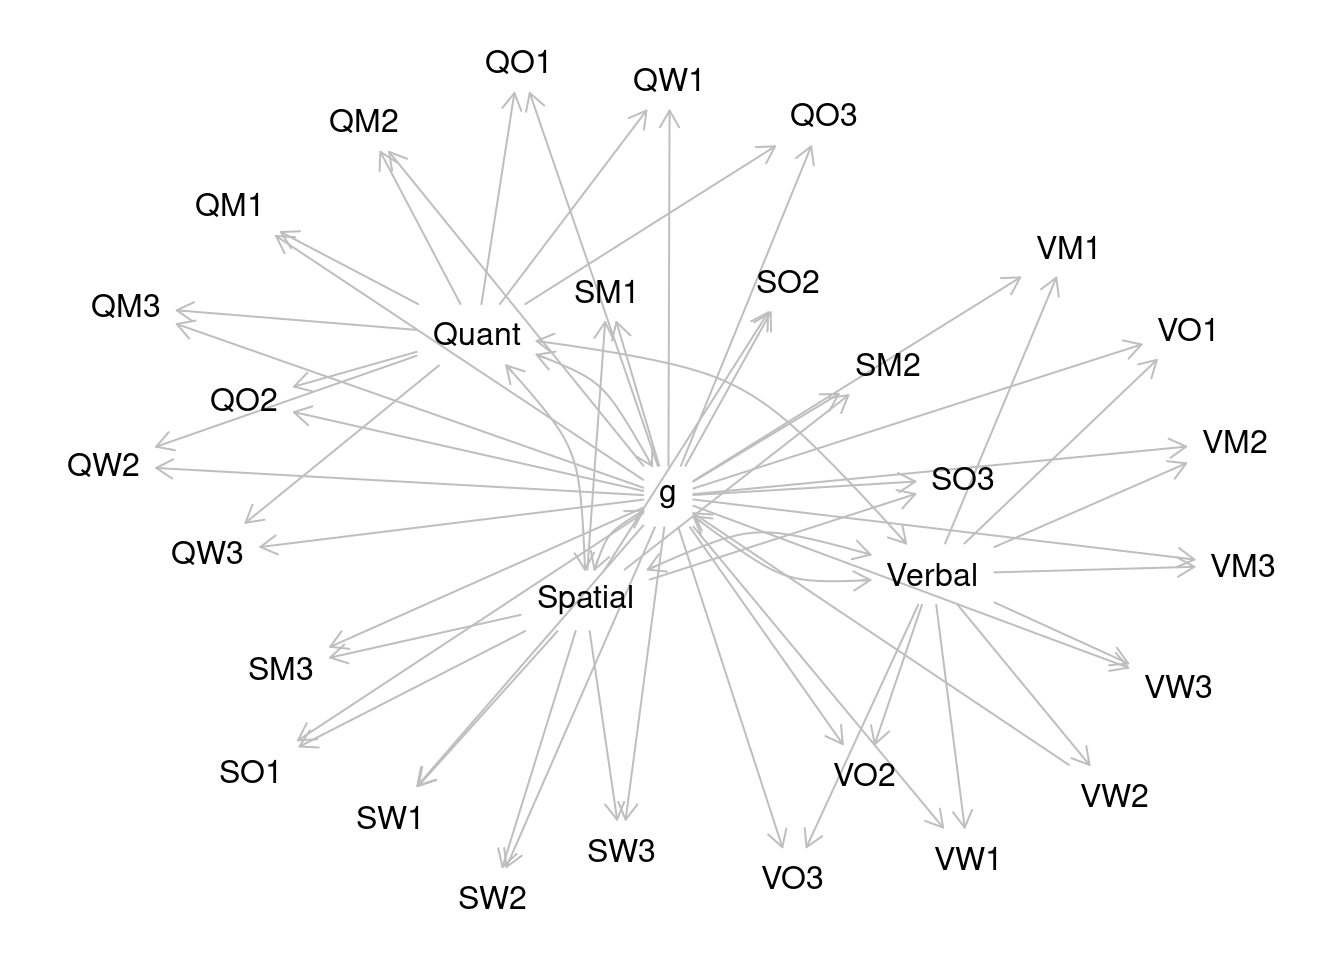 QO1
QW1
QO3
QM2
QM1
VM1
SO2
SM1
QM3
VO1
Quant
SM2
QO2
VM2
QW2
SO3
g
QW3
VM3
Verbal
Spatial
SM3
VW3
SO1
VO2
VW2
SW1
SW3
VW1
VO3
SW2